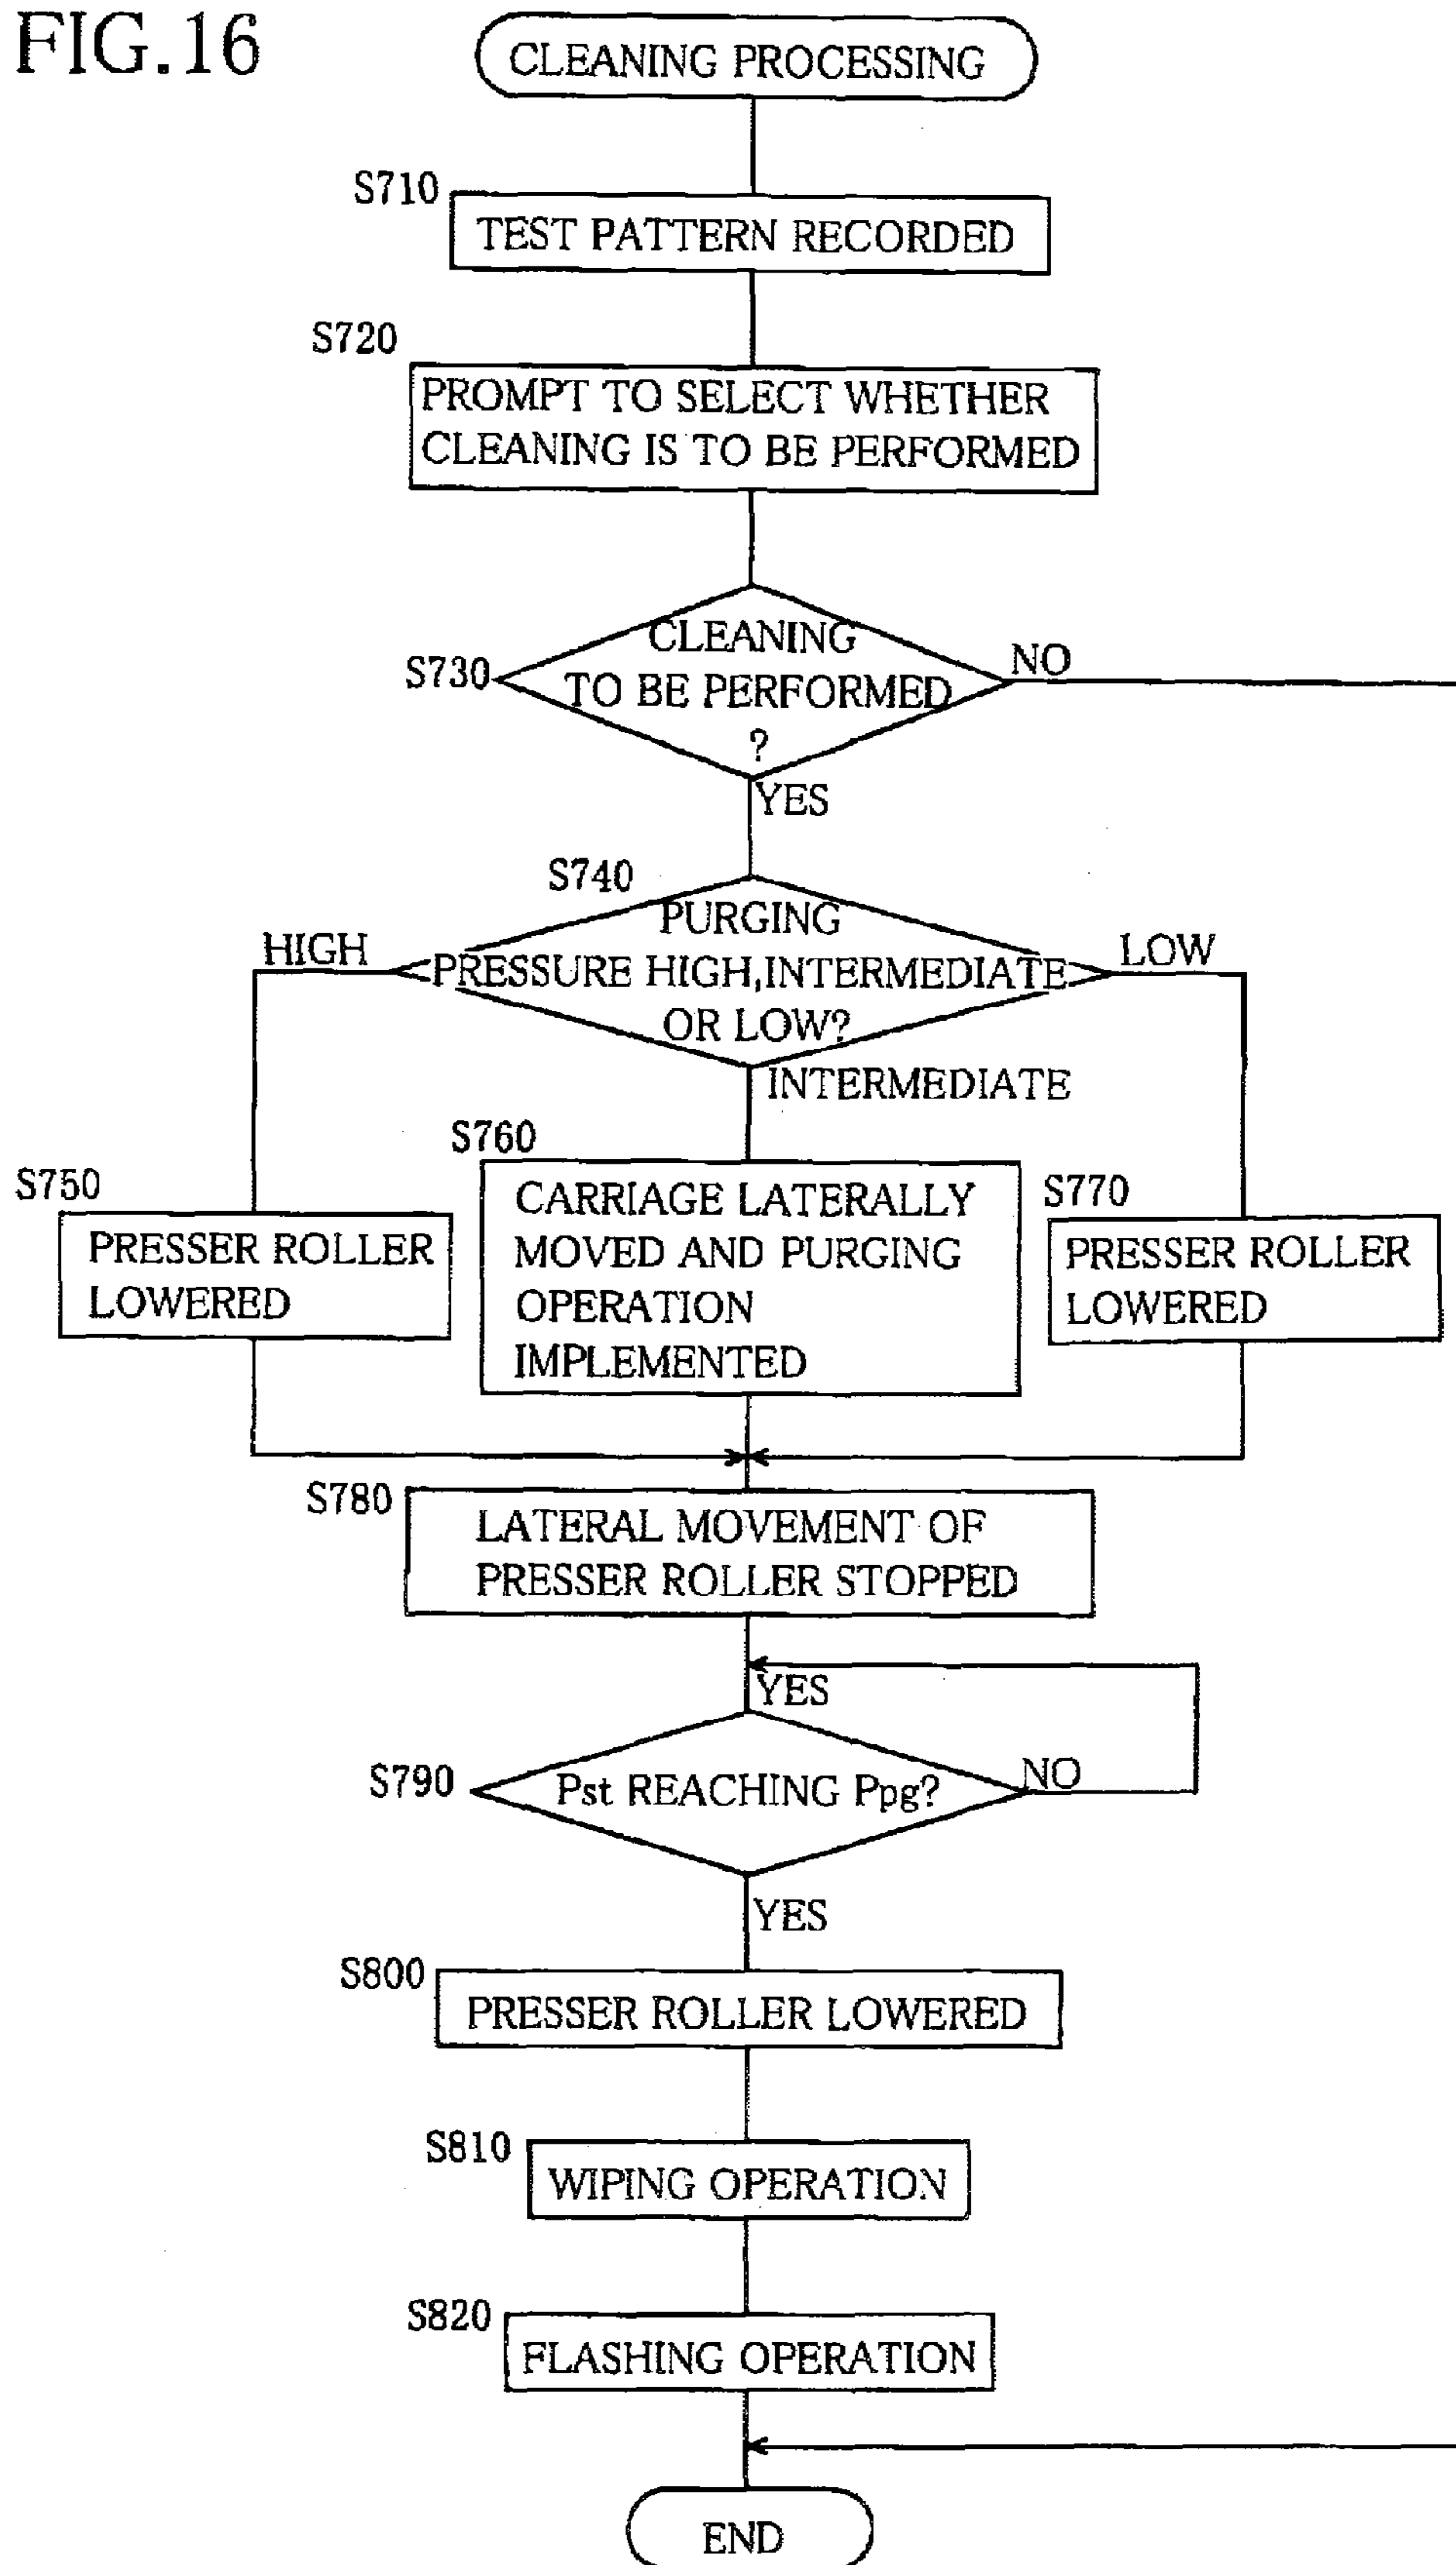 FIG.16
CLEANING PROCESSING
S710
TEST PATTERN RECORDED
S720
PROMPT TO SELECT WHETHER
CLEANING IS TO BE PERFORMED
S730
CLEANING
TO BE PERFORMED
?
NO
YES
S740
PURGING
PRESSURE HIGH,INTERMEDIATE
OR LOW?
HIGH
LOW
INTERMEDIATE
S750
PRESSER ROLLER
LOWERED
S760
CARRIAGE LATERALLY
MOVED AND PURGING
OPERATION
IMPLEMENTED
S770
PRESSER ROLLER
LOWERED
S780
LATERAL MOVEMENT OF
PRESSER ROLLER STOPPED
YES
S790
Pst REACHING Ppg?
NO
YES
S800
PRESSER ROLLER LOWERED
S810
WIPING OPERATION
S820
FLASHING OPERATION
END